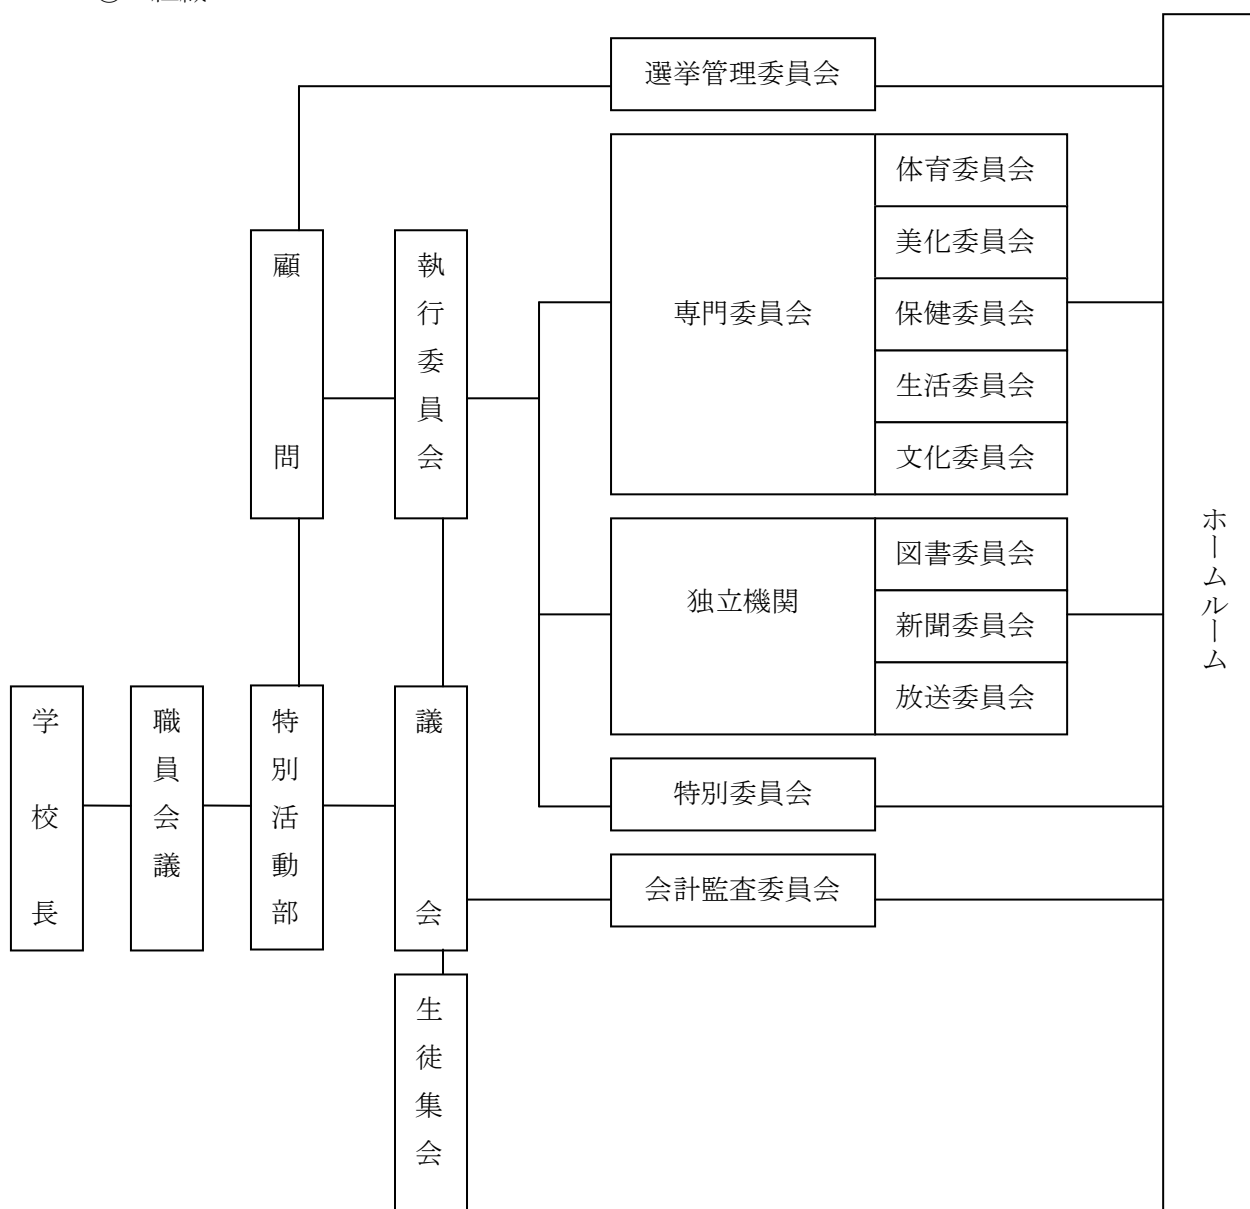 選挙管理委員会
専門委員会
体育委員会
美化委員会
保健委員会
生活委員会
文化委員会
顧問
執行委員会
独立機関
図書委員会
新聞委員会
放送委員会
ホームルーム
学校長
職員会議
特別活動部
議会
特別委員会
会計監査委員会
生徒集会